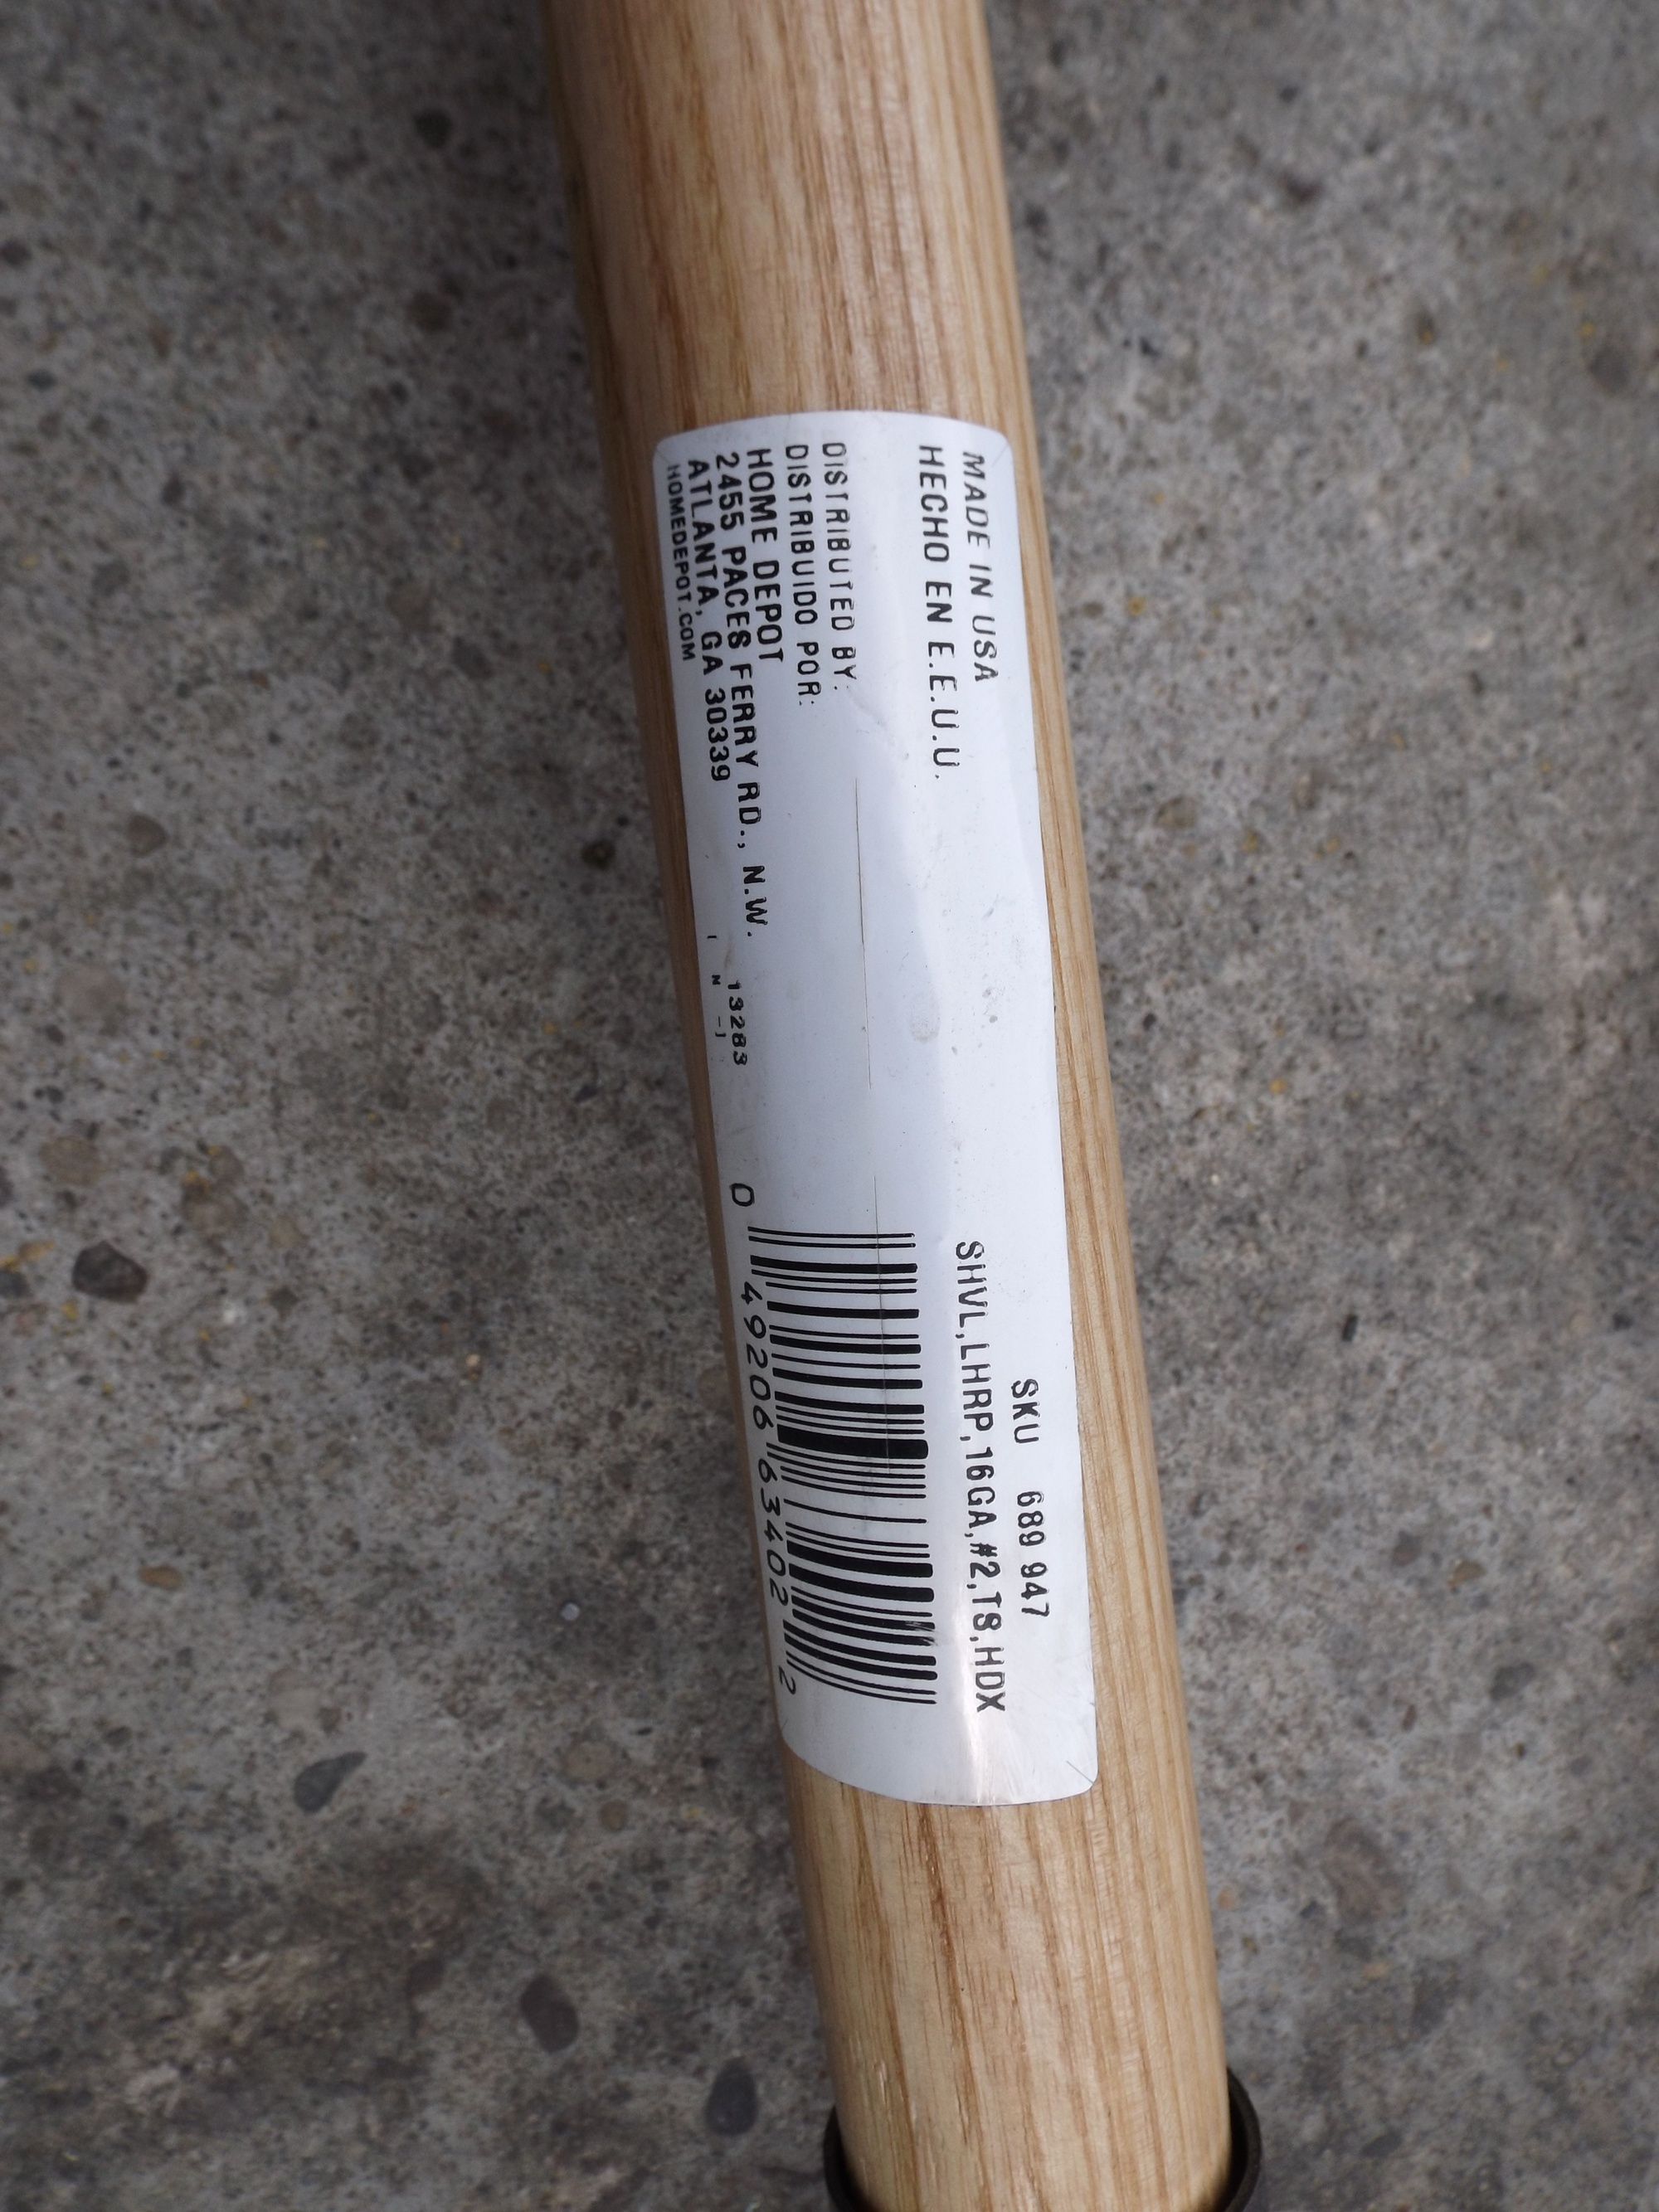 MADE IN USA
HECHO EN E.E.U.U.
DISTRIBUTED BY:
DISTRIBUIDO POR:
HOME DEPOT
2455 PACES FERRY RD., N.W.
ATLANTA, GA 30339
HOMEDEPOT.COM
13283
SKU 689 947
SHVL,LHRP,16GA,#2,TS,HDX
0 49206 63402 2